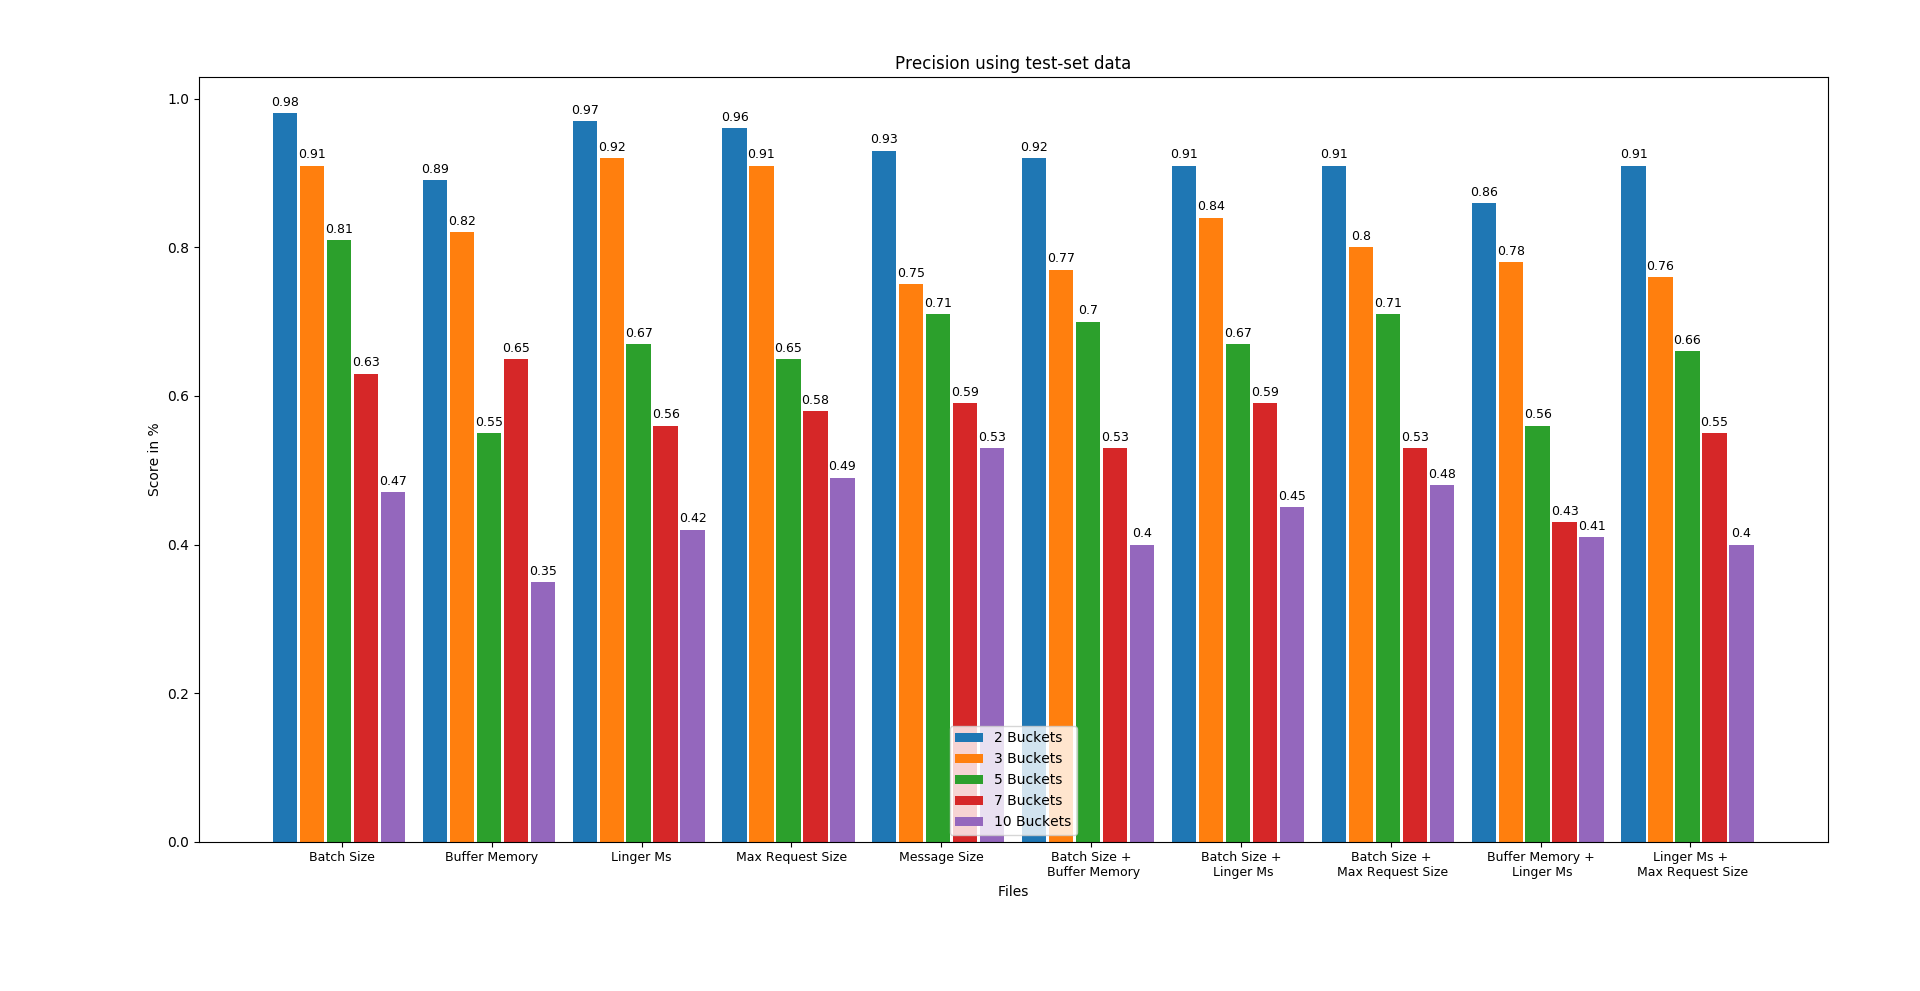 Precision using test-set data
Score in %
1.0
0.8
0.6
0.4
0.2
0.0
0.98
0.91
0.81
0.63
0.47
0.89
0.82
0.55
0.65
0.35
0.97
0.92
0.67
0.56
0.42
0.96
0.91
0.65
0.58
0.49
0.93
0.75
0.71
0.59
0.53
0.92
0.77
0.7
0.53
0.4
0.91
0.84
0.67
0.59
0.45
0.91
0.8
0.71
0.53
0.48
0.86
0.78
0.56
0.43
0.41
0.91
0.76
0.66
0.55
0.4
2 Buckets
3 Buckets
5 Buckets
7 Buckets
10 Buckets
Batch Size
Buffer Memory
Linger Ms
Max Request Size
Message Size
Batch Size +
Buffer Memory
Batch Size +
Linger Ms
Batch Size +
Max Request Size
Buffer Memory +
Linger Ms
Linger Ms +
Max Request Size
Files